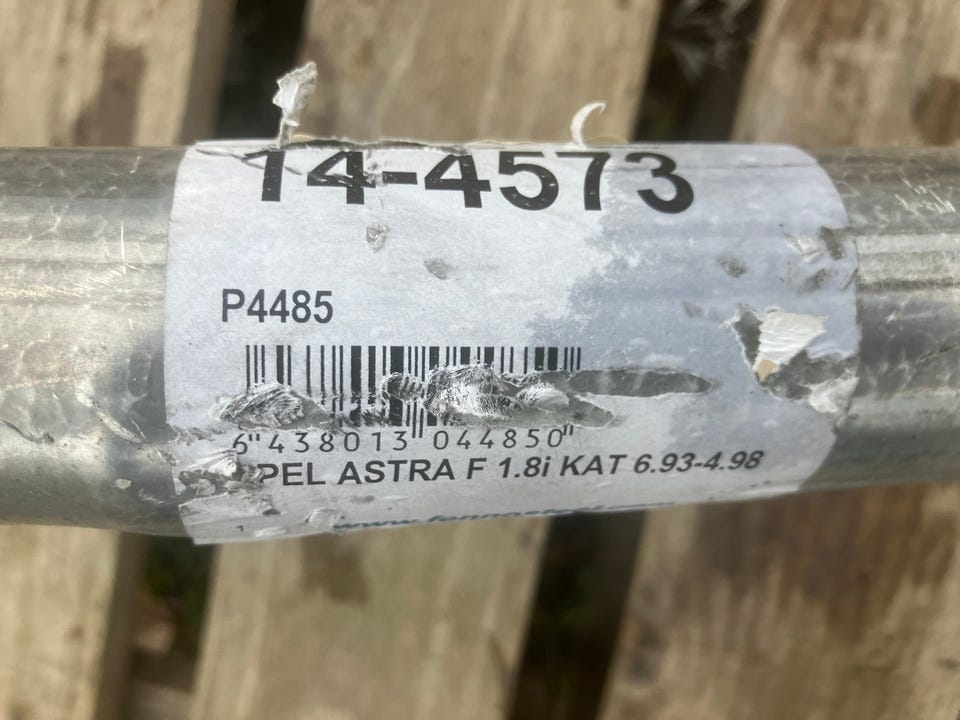 14-4573
P4485
6 438013 044850
PEL ASTRA F 1.8i KAT 6.93-4.98